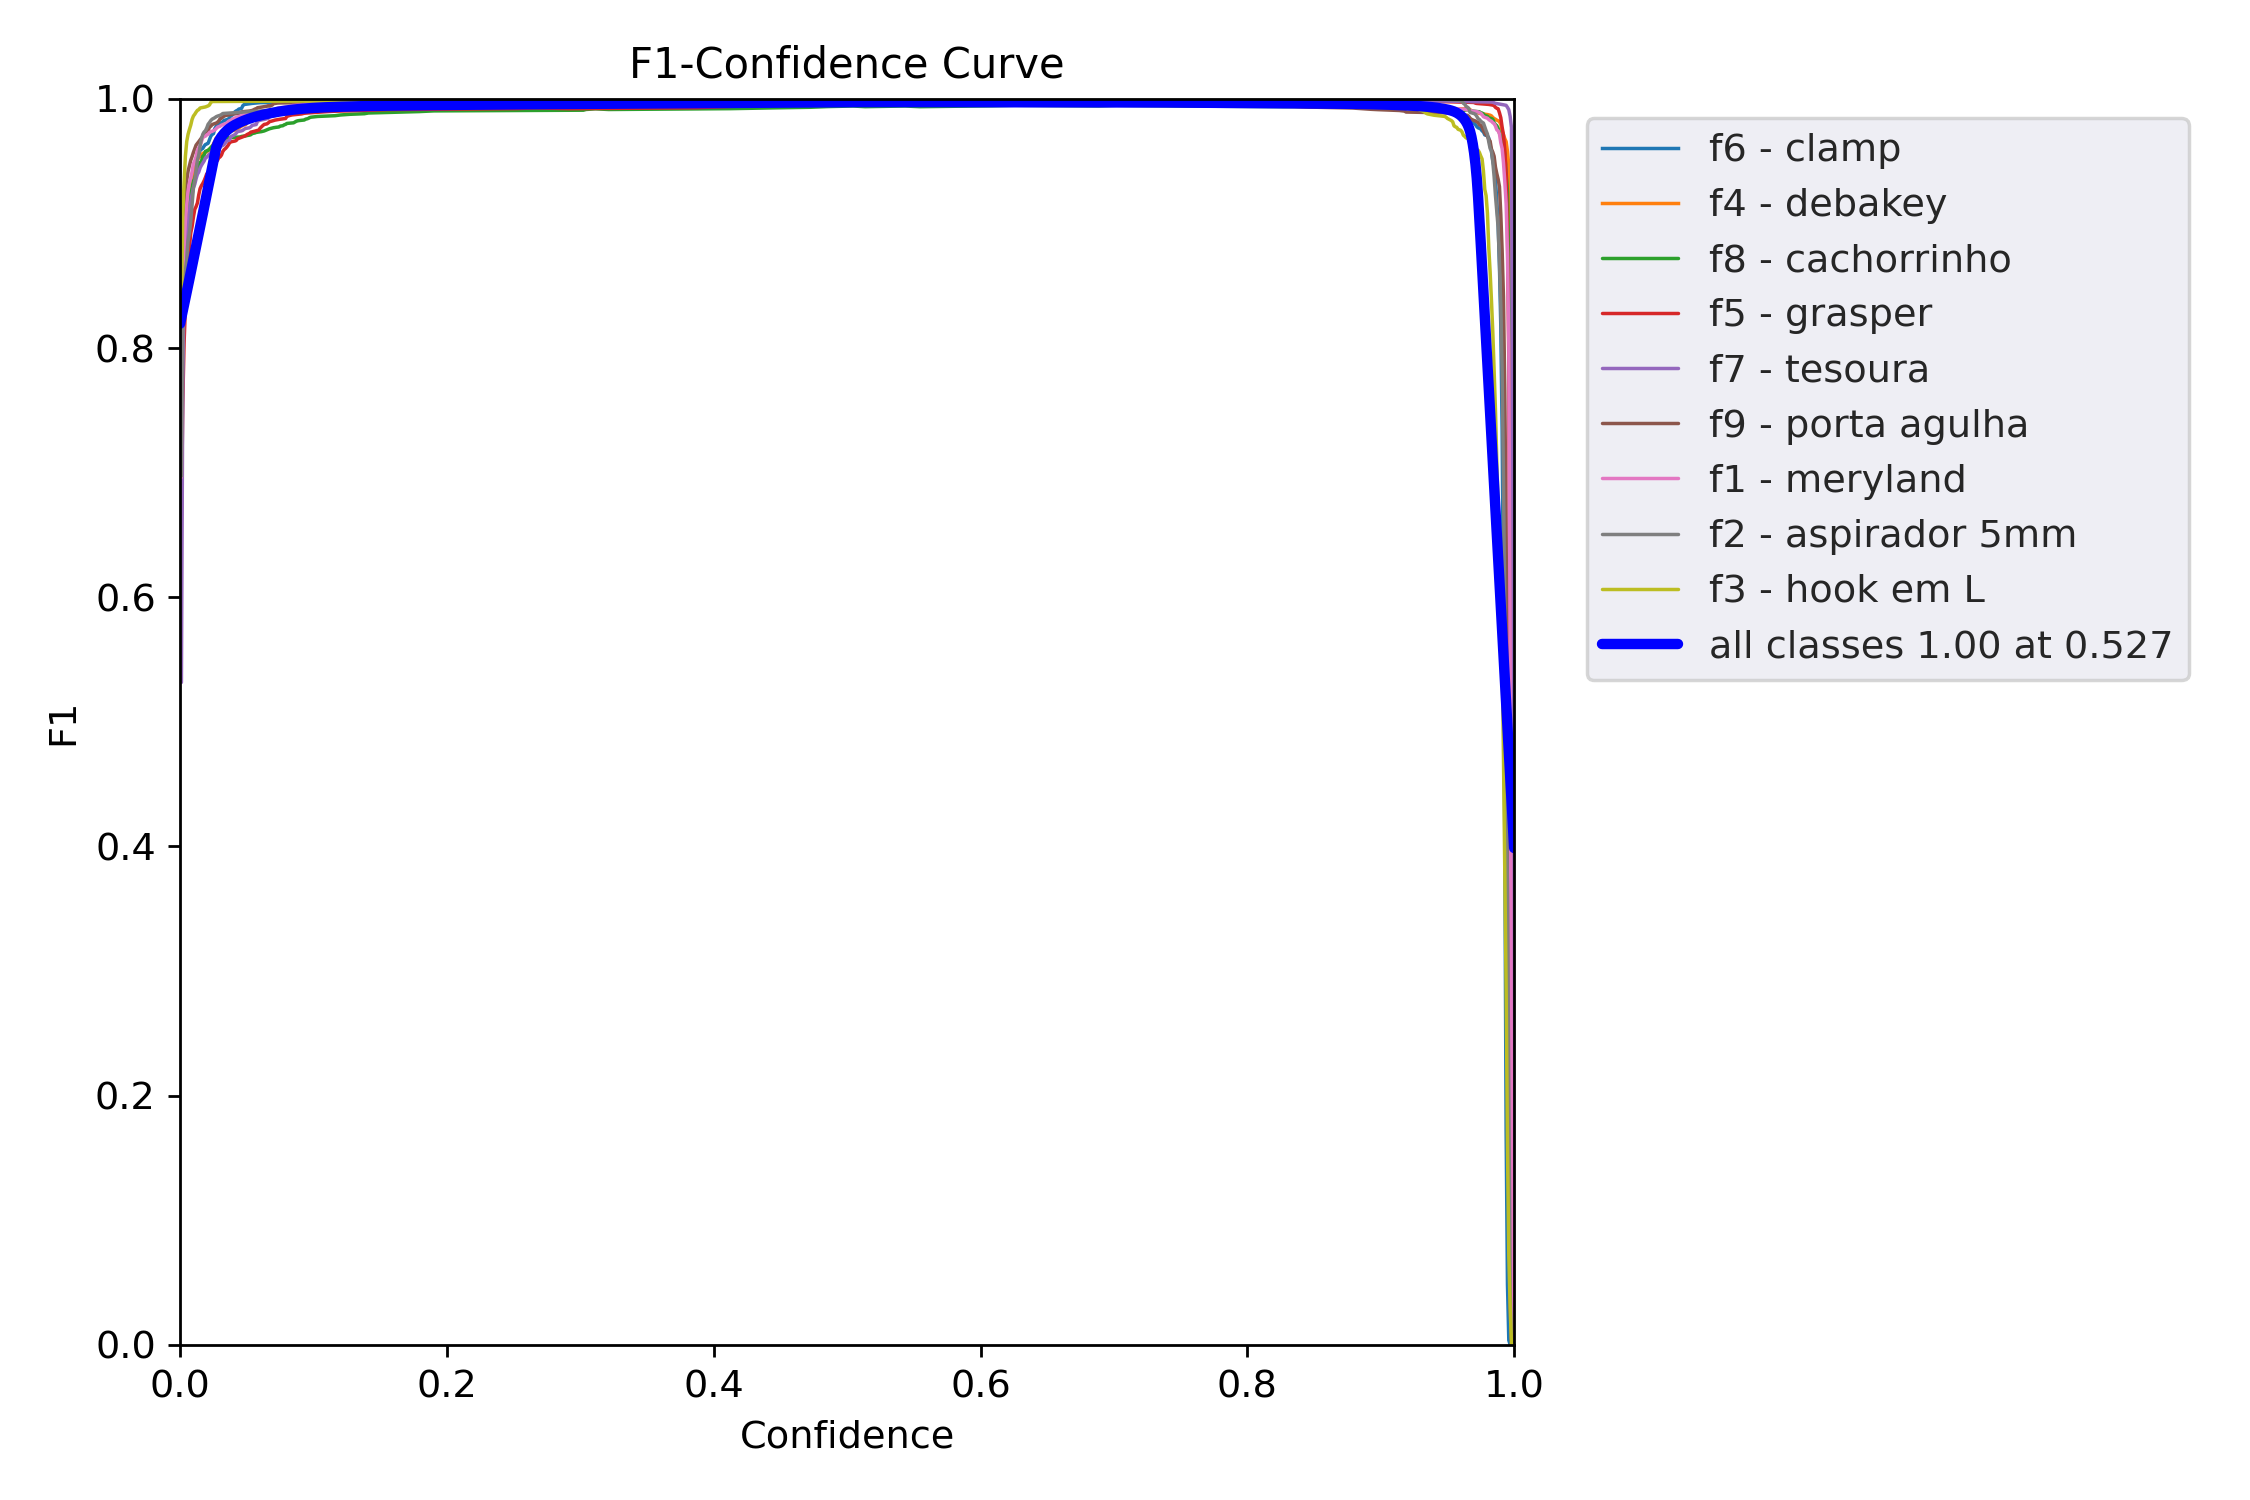 F1-Confidence Curve
1.0
0.8
0.6
0.4
0.2
0.0
F1
0.0 0.2 0.4 0.6 0.8 1.0
Confidence
f6 - clamp
f4 - debakey
f8 - cachorrinho
f5 - grasper
f7 - tesoura
f9 - porta agulha
f1 - meryland
f2 - aspirador 5mm
f3 - hook em L
all classes 1.00 at 0.527